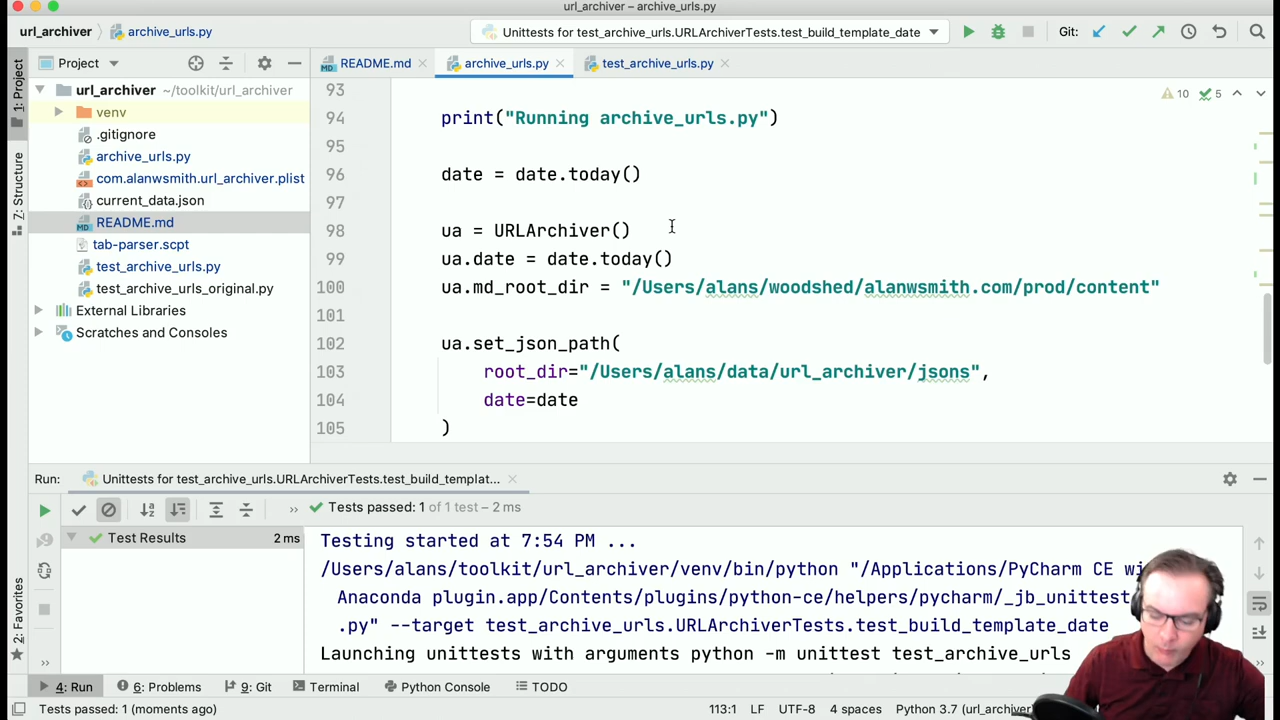 url_archiver – archive_urls.py
url_archiver
archive_urls.py
Unittests for test_archive_urls.URLArchiverTests.test_build_template_date
Git:
1: Project
7: Structure
2: Favorites
Project
README.md
archive_urls.py
test_archive_urls.py
url_archiver ~/toolkit/url_archiver
venv
.gitignore
archive_urls.py
com.alanwsmith.url_archiver.plist
current_data.json
README.md
tab-parser.scpt
test_archive_urls.py
test_archive_urls_original.py
External Libraries
Scratches and Consoles
10 5
93
94 print("Running archive_urls.py")
95
96 date = date.today()
97
98 ua = URLArchiver()
99 ua.date = date.today()
100 ua.md_root_dir = "/Users/alans/woodshed/alanwsmith.com/prod/content"
101
102 ua.set_json_path(
103 root_dir="/Users/alans/data/url_archiver/jsons",
104 date=date
105 )
Run: Unittests for test_archive_urls.URLArchiverTests.test_build_templat...
Tests passed: 1 of 1 test – 2 ms
Test Results 2 ms
Testing started at 7:54 PM ...
/Users/alans/toolkit/url_archiver/venv/bin/python "/Applications/PyCharm CE wi
Anaconda plugin.app/Contents/plugins/python-ce/helpers/pycharm/_jb_unittest
.py" --target test_archive_urls.URLArchiverTests.test_build_template_date
Launching unittests with arguments python -m unittest test_archive_urls
4: Run
6: Problems
9: Git
Terminal
Python Console
TODO
Tests passed: 1 (moments ago)
113:1 LF UTF-8 4 spaces Python 3.7 (url_archiver)